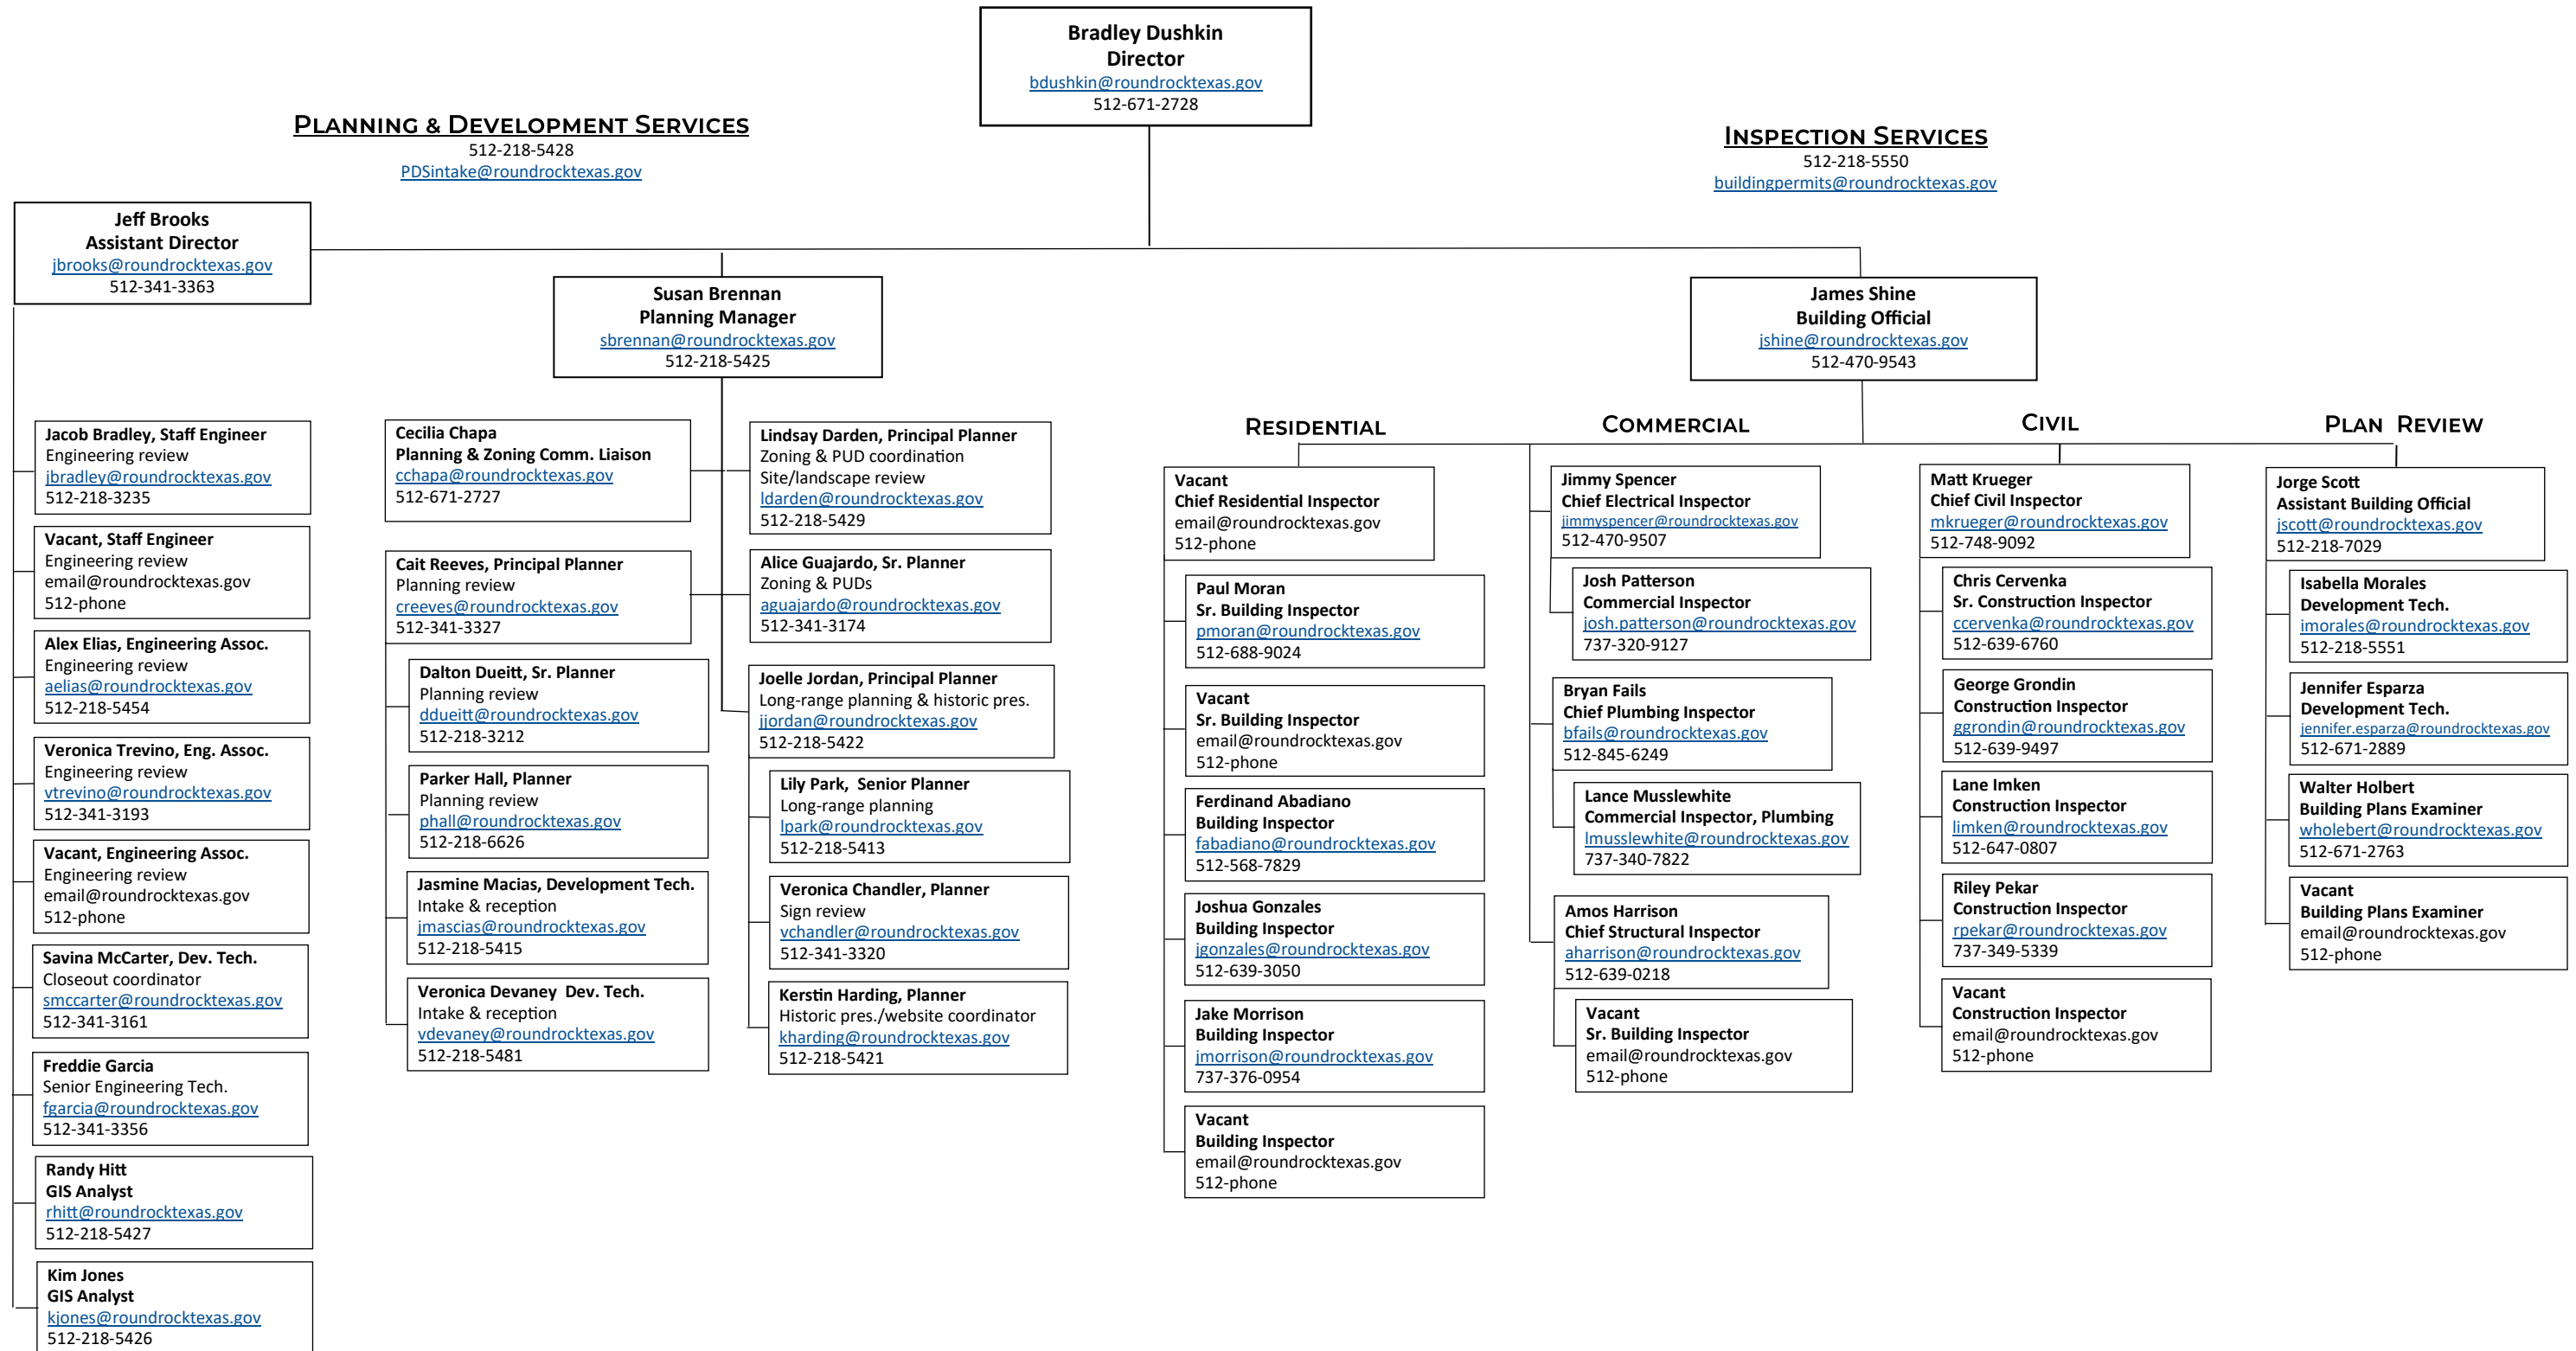 Bradley Dushkin
Director
bdushkin@roundrocktexas.gov
512-671-2728
PLANNING & DEVELOPMENT SERVICES
512-218-5428
PDSintake@roundrocktexas.gov
INSPECTION SERVICES
512-218-5550
buildingpermits@roundrocktexas.gov
Jeff Brooks
Assistant Director
jbrooks@roundrocktexas.gov
512-341-3363
Susan Brennan
Planning Manager
sbrennan@roundrocktexas.gov
512-218-5425
James Shine
Building Official
jshine@roundrocktexas.gov
512-470-9543
Jacob Bradley, Staff Engineer
Engineering review
jbradley@roundrocktexas.gov
512-218-3235
Vacant, Staff Engineer
Engineering review
email@roundrocktexas.gov
512-phone
Alex Elias, Engineering Assoc.
Engineering review
aelias@roundrocktexas.gov
512-218-5454
Veronica Trevino, Eng. Assoc.
Engineering review
vtrevino@roundrocktexas.gov
512-341-3193
Vacant, Engineering Assoc.
Engineering review
email@roundrocktexas.gov
512-phone
Savina McCarter, Dev. Tech.
Closeout coordinator
smccarter@roundrocktexas.gov
512-341-3161
Freddie Garcia
Senior Engineering Tech.
fgarcia@roundrocktexas.gov
512-341-3356
Randy Hitt
GIS Analyst
rhitt@roundrocktexas.gov
512-218-5427
Kim Jones
GIS Analyst
kjones@roundrocktexas.gov
512-218-5426
Cecilia Chapa
Planning & Zoning Comm. Liaison
cchapa@roundrocktexas.gov
512-671-2727
Cait Reeves, Principal Planner
Planning review
creeves@roundrocktexas.gov
512-341-3327
Dalton Dueitt, Sr. Planner
Planning review
ddueitt@roundrocktexas.gov
512-218-3212
Parker Hall, Planner
Planning review
phall@roundrocktexas.gov
512-218-6626
Jasmine Macias, Development Tech.
Intake & reception
jmascias@roundrocktexas.gov
512-218-5415
Veronica Devaney  Dev. Tech.
Intake & reception
vdevaney@roundrocktexas.gov
512-218-5481
Lindsay Darden, Principal Planner
Zoning & PUD coordination
Site/landscape review
ldarden@roundrocktexas.gov
512-218-5429
Alice Guajardo, Sr. Planner
Zoning & PUDs
aguajardo@roundrocktexas.gov
512-341-3174
Joelle Jordan, Principal Planner
Long-range planning & historic pres.
jjordan@roundrocktexas.gov
512-218-5422
Lily Park,  Senior Planner
Long-range planning
lpark@roundrocktexas.gov
512-218-5413
Veronica Chandler, Planner
Sign review
vchandler@roundrocktexas.gov
512-341-3320
Kerstin Harding, Planner
Historic pres./website coordinator
kharding@roundrocktexas.gov
512-218-5421
RESIDENTIAL
Vacant
Chief Residential Inspector
email@roundrocktexas.gov
512-phone
Paul Moran
Sr. Building Inspector
pmoran@roundrocktexas.gov
512-688-9024
Vacant
Sr. Building Inspector
email@roundrocktexas.gov
512-phone
Ferdinand Abadiano
Building Inspector
fabadiano@roundrocktexas.gov
512-568-7829
Joshua Gonzales
Building Inspector
jgonzales@roundrocktexas.gov
512-639-3050
Jake Morrison
Building Inspector
jmorrison@roundrocktexas.gov
737-376-0954
Vacant
Building Inspector
email@roundrocktexas.gov
512-phone
COMMERCIAL
Jimmy Spencer
Chief Electrical Inspector
jimmyspencer@roundrocktexas.gov
512-470-9507
Josh Patterson
Commercial Inspector
josh.patterson@roundrocktexas.gov
737-320-9127
Bryan Fails
Chief Plumbing Inspector
bfails@roundrocktexas.gov
512-845-6249
Lance Musslewhite
Commercial Inspector, Plumbing
lmusslewhite@roundrocktexas.gov
737-340-7822
Amos Harrison
Chief Structural Inspector
aharrison@roundrocktexas.gov
512-639-0218
Vacant
Sr. Building Inspector
email@roundrocktexas.gov
512-phone
CIVIL
Matt Krueger
Chief Civil Inspector
mkrueger@roundrocktexas.gov
512-748-9092
Chris Cervenka
Sr. Construction Inspector
ccervenka@roundrocktexas.gov
512-639-6760
George Grondin
Construction Inspector
ggrondin@roundrocktexas.gov
512-639-9497
Lane Imken
Construction Inspector
limken@roundrocktexas.gov
512-647-0807
Riley Pekar
Construction Inspector
rpekar@roundrocktexas.gov
737-349-5339
Vacant
Construction Inspector
email@roundrocktexas.gov
512-phone
PLAN REVIEW
Jorge Scott
Assistant Building Official
jscott@roundrocktexas.gov
512-218-7029
Isabella Morales
Development Tech.
imorales@roundrocktexas.gov
512-218-5551
Jennifer Esparza
Development Tech.
jennifer.esparza@roundrocktexas.gov
512-671-2889
Walter Holbert
Building Plans Examiner
wholebert@roundrocktexas.gov
512-671-2763
Vacant
Building Plans Examiner
email@roundrocktexas.gov
512-phone